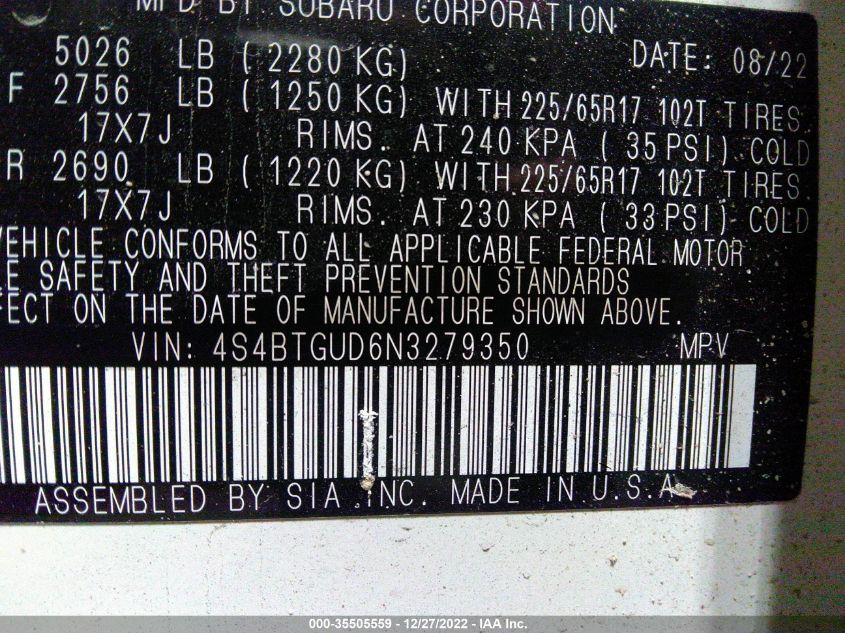 MFD BY SUBARU CORPORATION
5026 LB ( 2280 KG) DATE: 08/22
F 2756 LB ( 1250 KG) WITH 225/65R17 102T TIRES.
17X7J RIMS. AT 240 KPA ( 35 PSI) COLD
R 2690 LB ( 1220 KG) WITH 225/65R17 102T TIRES.
17X7J RIMS. AT 230 KPA ( 33 PSI) COLD
VEHICLE CONFORMS TO ALL APPLICABLE FEDERAL MOTOR
SAFETY AND THEFT PREVENTION STANDARDS
ON THE DATE OF MANUFACTURE SHOWN ABOVE.
VIN: 4S4BTGUD6N3279350 MPV
ASSEMBLED BY SIA INC. MADE IN U.S.A.
000-35505559 - 12/27/2022 - IAA Inc.